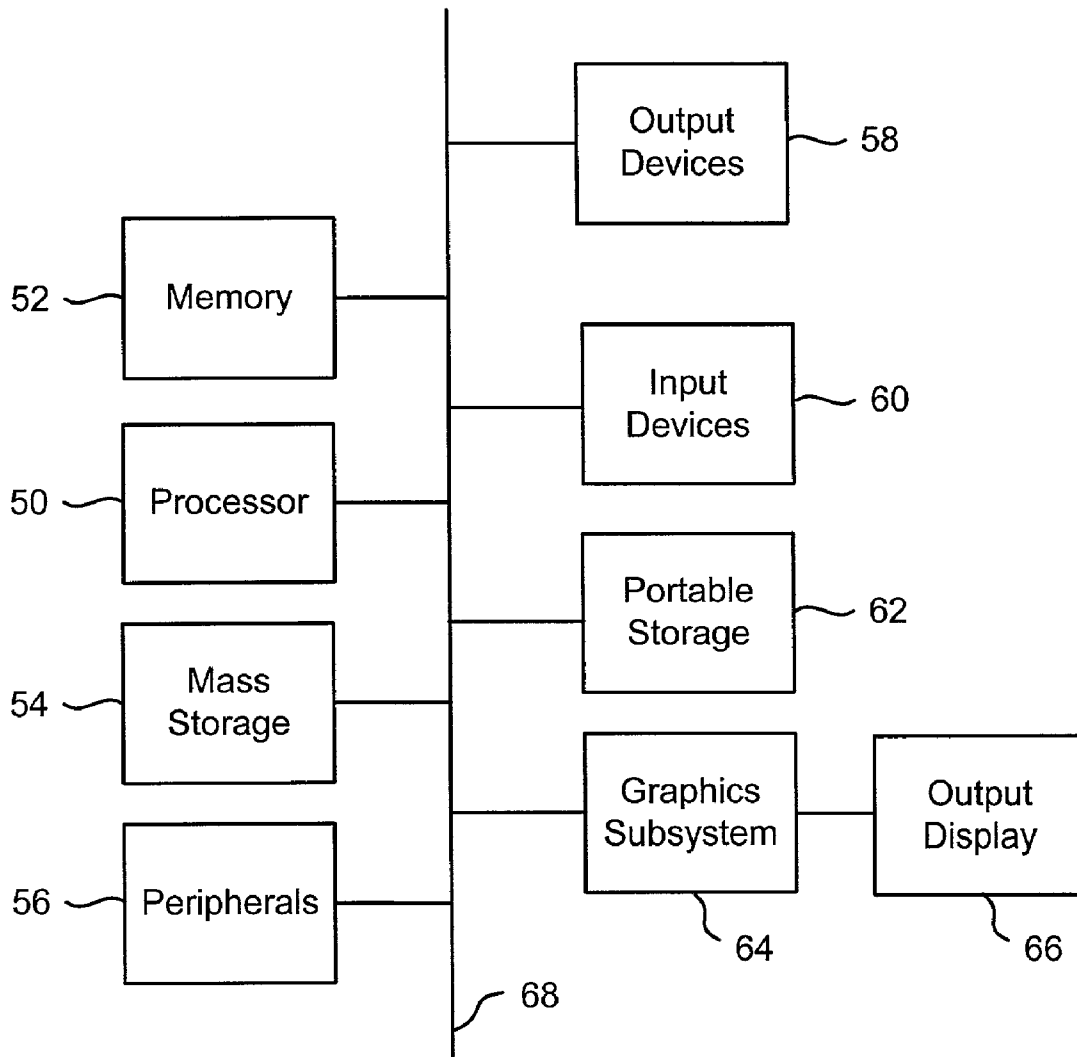 Output
Devices
58
52
Memory
Input
Devices
60
50
Processor
Portable
Storage
62
54
Mass
Storage
Graphics
Subsystem
Output
Display
56
Peripherals
64
66
68